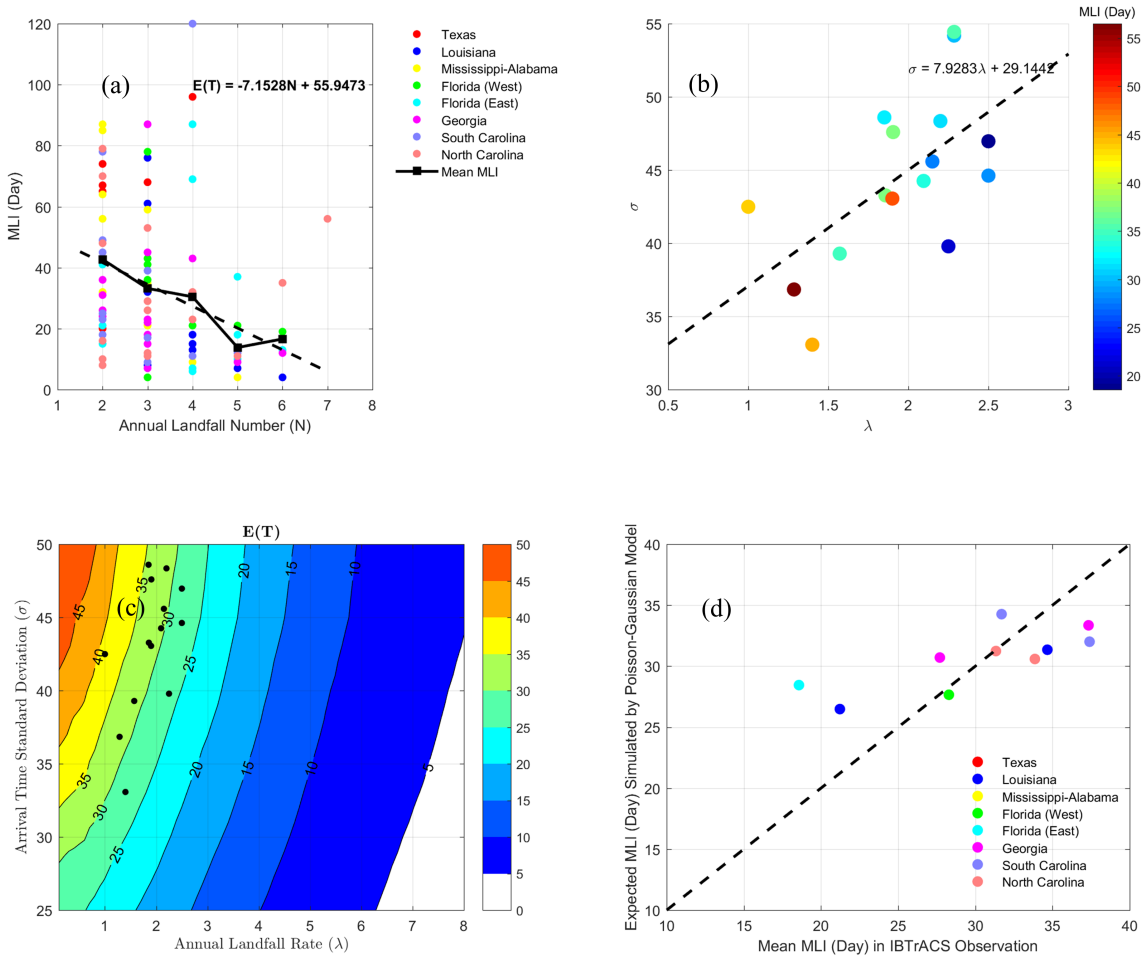 120
100
80
60
40
20
0
1
2
3
4
5
6
7
8
MLI (Day)
Annual Landfall Number (N)
(a)
E(T) = -7.1528N + 55.9473
Texas
Louisiana
Mississippi-Alabama
Florida (West)
Florida (East)
Georgia
South Carolina
North Carolina
Mean MLI
55
50
45
40
35
30
0.5
1
1.5
2
2.5
3
σ
λ
(b)
σ = 7.9283λ + 29.1442
MLI (Day)
55
50
45
40
35
30
25
20
E(T)
50
45
40
35
30
25
1
2
3
4
5
6
7
8
Arrival Time Standard Deviation (σ)
Annual Landfall Rate (λ)
(c)
45
40
35
30
25
20
15
10
35
30
25
20
15
10
5
50
45
40
35
30
25
20
15
10
5
0
40
35
30
25
20
15
10
10
15
20
25
30
35
40
Expected MLI (Day) Simulated by Poisson-Gaussian Model
Mean MLI (Day) in IBTrACS Observation
(d)
Texas
Louisiana
Mississippi-Alabama
Florida (West)
Florida (East)
Georgia
South Carolina
North Carolina